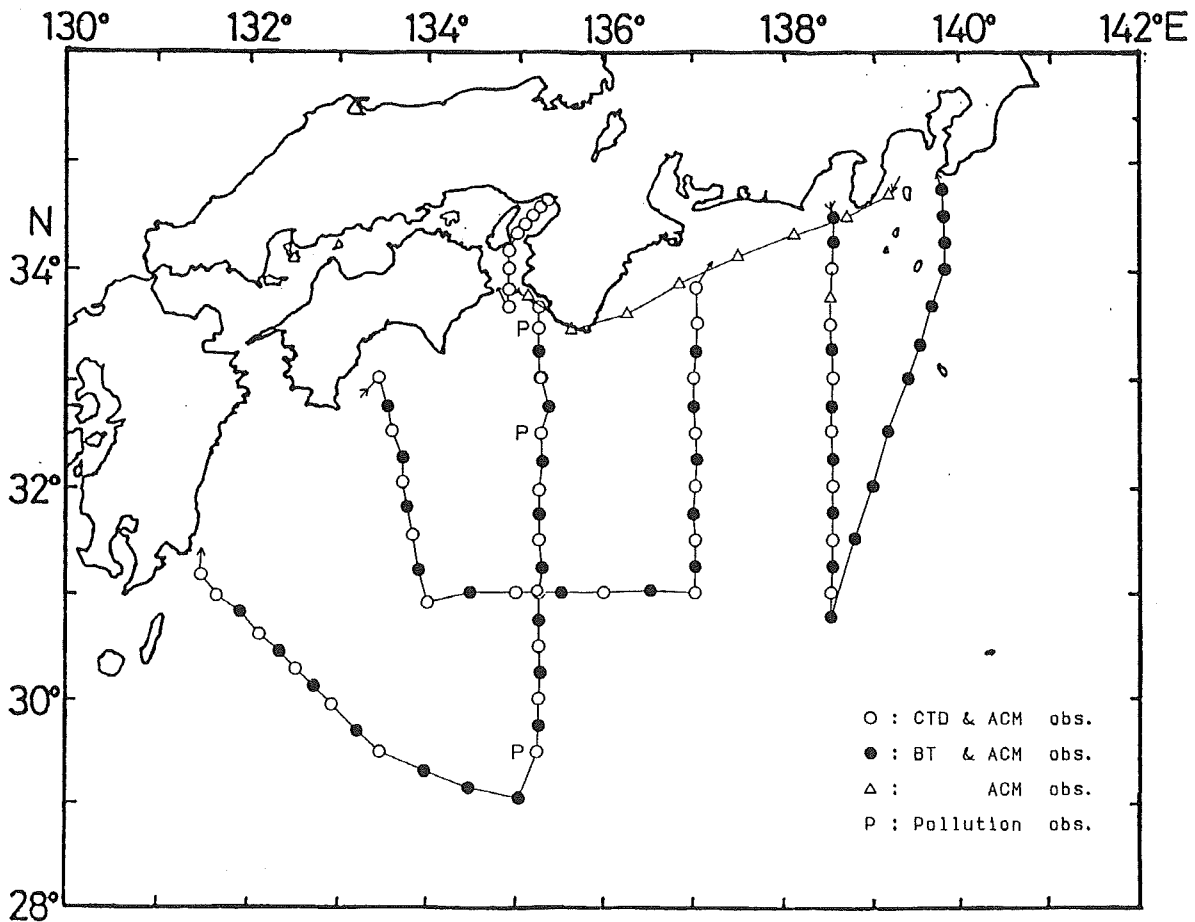 130° 132° 134° 136° 138° 140° 142°E
N
34°
32°
30°
28°
P
P
P
○ : CTD & ACM obs.
● : BT & ACM obs.
△ : ACM obs.
P : Pollution obs.